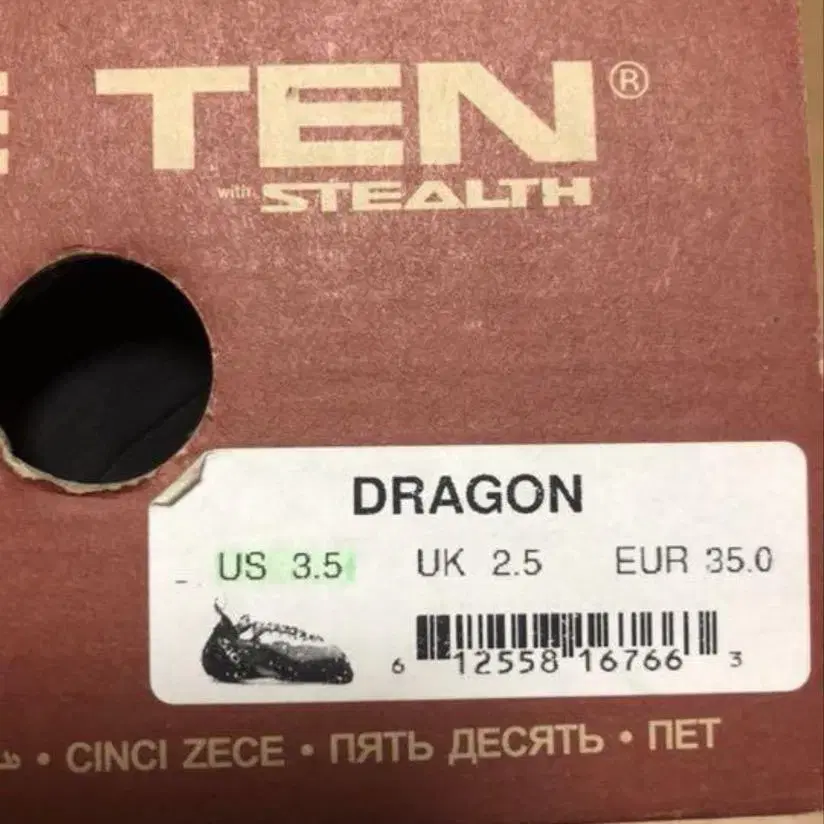 TEN®
with STEALTH
DRAGON
US 3.5 UK 2.5 EUR 35.0
6 12558 16766 3
• CINCI ZECE • ПЯТЬ ДЕСЯТЬ • ПЕТ